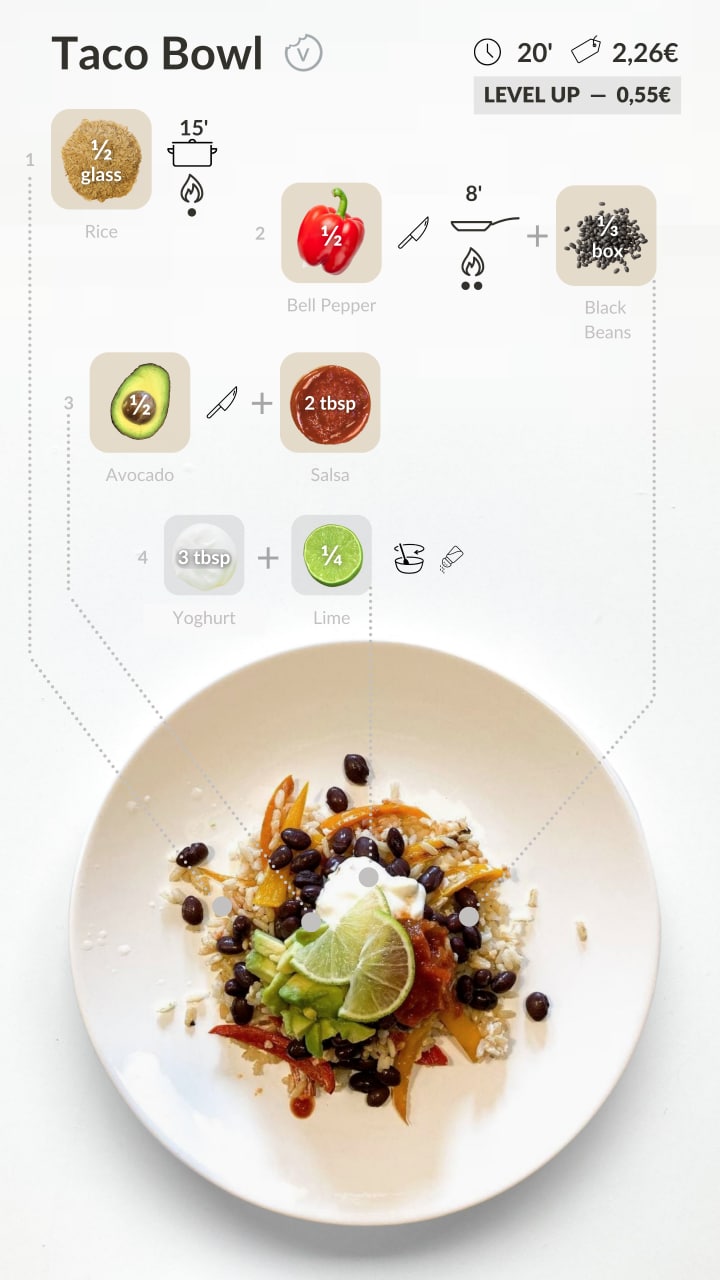 Taco Bowl V 20' 2,26€
LEVEL UP — 0,55€
1
½
glass
Rice
15'
2
½
Bell Pepper
8'
+
⅓
box
Black
Beans
3
½
Avocado
+
2 tbsp
Salsa
4
3 tbsp
Yoghurt
+
¼
Lime